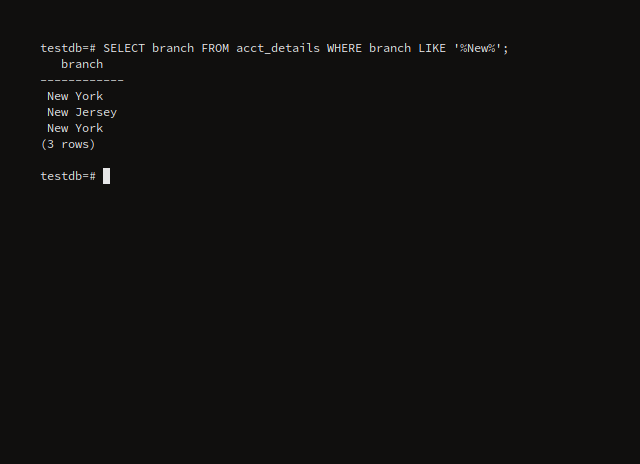 testdb=# SELECT branch FROM acct_details WHERE branch LIKE '%New%';
branch
------------
New York
New Jersey
New York
(3 rows)
testdb=#